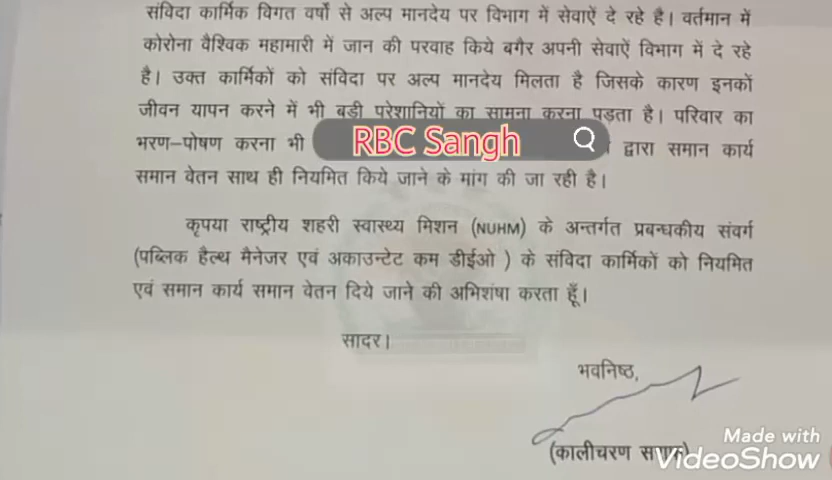 संविदा कार्मिक विगत वर्षों से अल्प मानदेय पर विभाग में सेवाऐं दे रहे है। वर्तमान में
कोरोना वैश्विक महामारी में जान की परवाह किये बगैर अपनी सेवाऐं विभाग में दे रहे
है। उक्त कार्मिकों को संविदा पर अल्प मानदेय मिलता है जिसके कारण इनकों
जीवन यापन करने में भी बड़ी परेशानियों का सामना करना पड़ता है। परिवार का
भरण–पोषण करना भी RBC Sangh द्वारा समान कार्य
समान वेतन साथ ही नियमित किये जाने के मांग की जा रही है।
कृपया राष्ट्रीय शहरी स्वास्थ्य मिशन (NUHM) के अन्तर्गत प्रबन्धकीय संवर्ग
(पब्लिक हैल्थ मैनेजर एवं अकाउन्टेट कम डीईओ ) के संविदा कार्मिकों को नियमित
एवं समान कार्य समान वेतन दिये जाने की अभिशंषा करता हूँ।
सादर।
भवनिष्ठ,
(कालीचरण
Made with
VideoShow